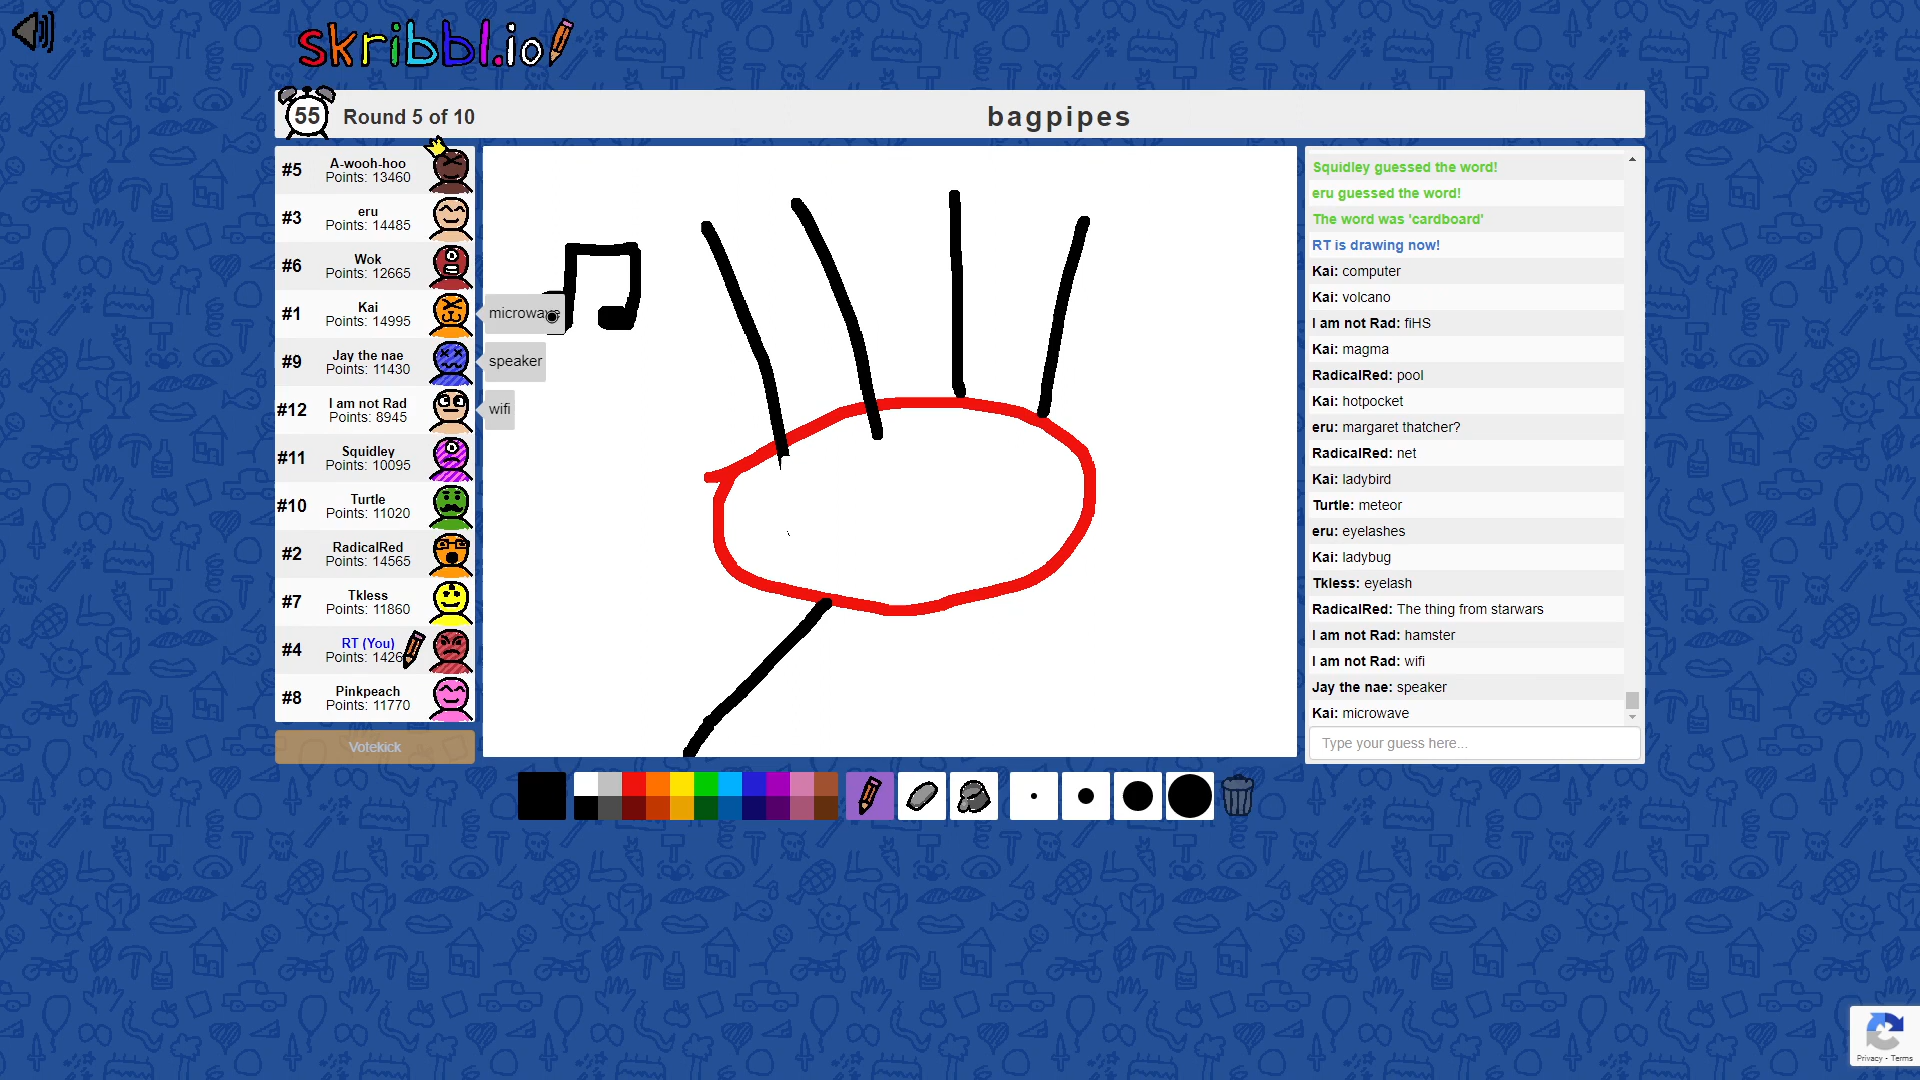 skribbl.io
55
Round 5 of 10
bagpipes
#5
A-wooh-hoo
Points: 13460
#3
eru
Points: 14485
#6
Wok
Points: 12665
#1
Kai
Points: 14995
microwave
#9
Jay the nae
Points: 11430
speaker
#12
I am not Rad
Points: 8945
wifi
#11
Squidley
Points: 10095
#10
Turtle
Points: 11020
#2
RadicalRed
Points: 14565
#7
Tkless
Points: 11860
#4
RT (You)
Points: 1426
#8
Pinkpeach
Points: 11770
Votekick
Squidley guessed the word!
eru guessed the word!
The word was 'cardboard'
RT is drawing now!
Kai: computer
Kai: volcano
I am not Rad: fiHS
Kai: magma
RadicalRed: pool
Kai: hotpocket
eru: margaret thatcher?
RadicalRed: net
Kai: ladybird
Turtle: meteor
eru: eyelashes
Kai: ladybug
Tkless: eyelash
RadicalRed: The thing from starwars
I am not Rad: hamster
I am not Rad: wifi
Jay the nae: speaker
Kai: microwave
Type your guess here...
Privacy - Terms